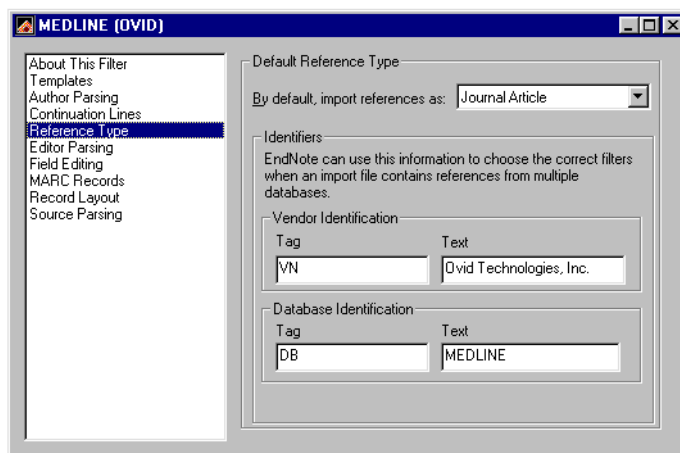 MEDLINE (OVID)
About This Filter
Templates
Author Parsing
Continuation Lines
Reference Type
Editor Parsing
Field Editing
MARC Records
Record Layout
Source Parsing
Default Reference Type
By default, import references as: Journal Article
Identifiers
EndNote can use this information to choose the correct filters
when an import file contains references from multiple
databases.
Vendor Identification
Tag Text
VN Ovid Technologies, Inc.
Database Identification
Tag Text
DB MEDLINE